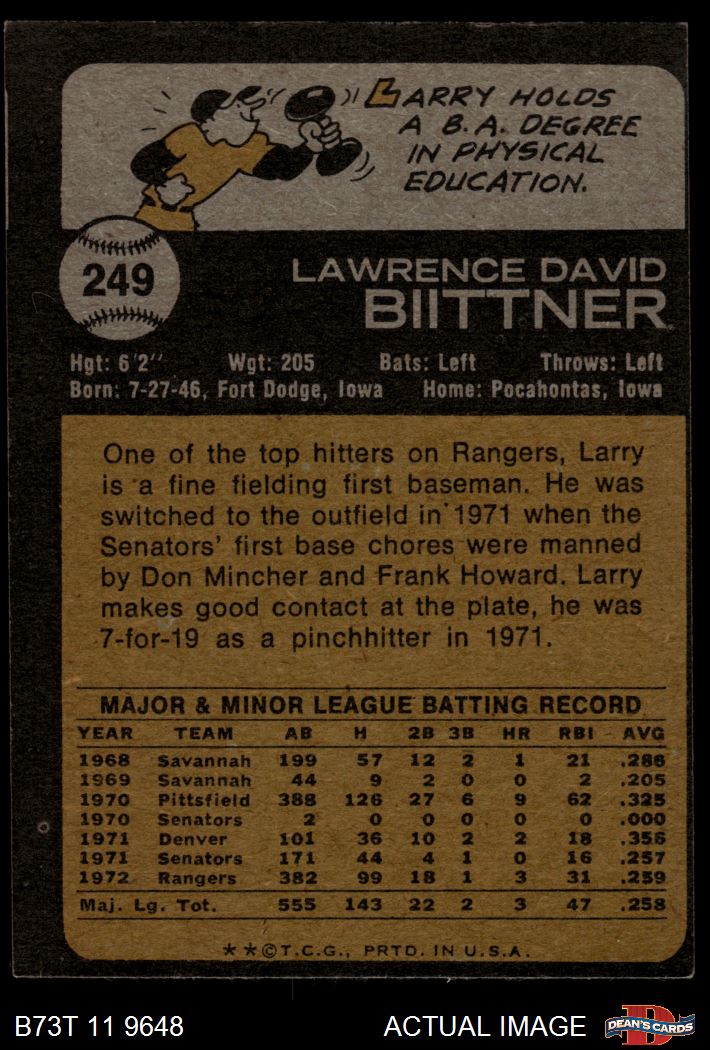 LARRY HOLDS
A B.A. DEGREE
IN PHYSICAL
EDUCATION.
249
LAWRENCE DAVID
BIITTNER
Hgt: 6'2" Wgt: 205 Bats: Left Throws: Left
Born: 7-27-46, Fort Dodge, Iowa Home: Pocahontas, Iowa
One of the top hitters on Rangers, Larry
is a fine fielding first baseman. He was
switched to the outfield in 1971 when the
Senators' first base chores were manned
by Don Mincher and Frank Howard. Larry
makes good contact at the plate, he was
7-for-19 as a pinchhitter in 1971.
MAJOR & MINOR LEAGUE BATTING RECORD
YEAR TEAM AB H 2B 3B HR RBI AVG
1968 Savannah 199 57 12 2 1 21 .286
1969 Savannah 44 9 2 0 0 2 .205
1970 Pittsfield 388 126 27 6 9 62 .325
1970 Senators 2 0 0 0 0 0 .000
1971 Denver 101 36 10 2 2 18 .356
1971 Senators 171 44 4 1 0 16 .257
1972 Rangers 382 99 18 1 3 31 .259
Maj. Lg. Tot. 555 143 22 2 3 47 .258
**©T.C.G., PRTD. IN U.S.A.
B73T 11 9648 ACTUAL IMAGE DEAN'S CARDS